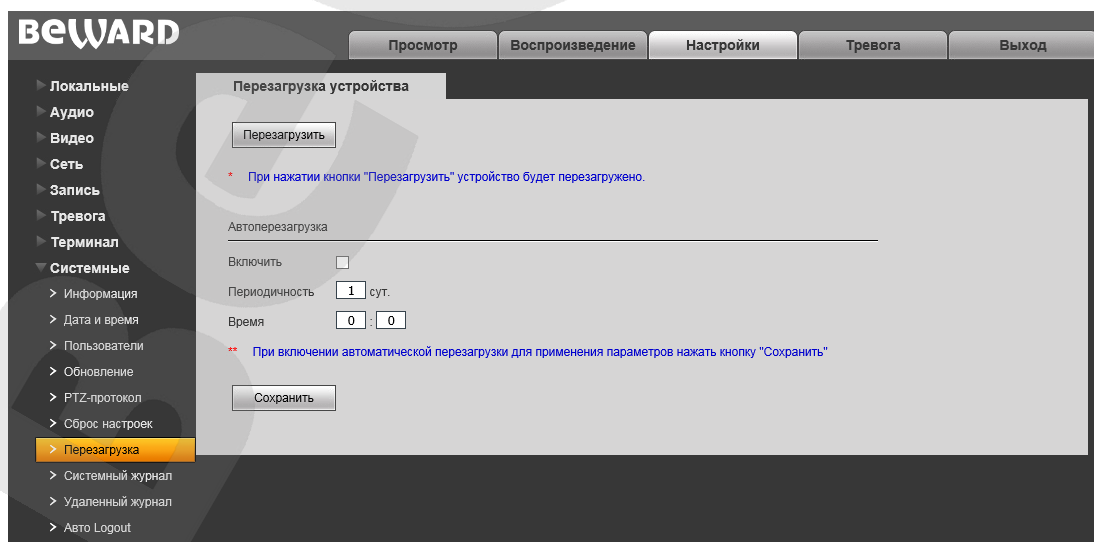 BEWARD
Просмотр
Воспроизведение
Настройки
Тревога
Выход
Локальные
Аудио
Видео
Сеть
Запись
Тревога
Терминал
Системные
> Информация
> Дата и время
> Пользователи
> Обновление
> PTZ-протокол
> Сброс настроек
> Перезагрузка
> Системный журнал
> Удаленный журнал
> Авто Logout
Перезагрузка устройства
Перезагрузить
* При нажатии кнопки "Перезагрузить" устройство будет перезагружено.
Автоперезагрузка
Включить
Периодичность 1 сут.
Время 0 : 0
** При включении автоматической перезагрузки для применения параметров нажать кнопку "Сохранить"
Сохранить